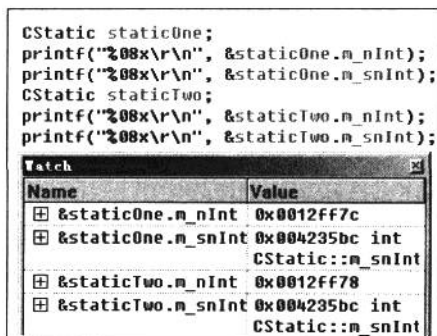 CStatic staticOne;
printf("%08x\r\n", &staticOne.m_nInt);
printf("%08x\r\n", &staticOne.m_snInt);
CStatic staticTwo;
printf("%08x\r\n", &staticTwo.m_nInt);
printf("%08x\r\n", &staticTwo.m_snInt);
Watch
Name Value
&staticOne.m_nInt 0x0012ff7c
&staticOne.m_snInt 0x004235bc int
CStatic::m_snInt
&staticTwo.m_nInt 0x0012ff78
&staticTwo.m_snInt 0x004235bc int
CStatic::m_snInt